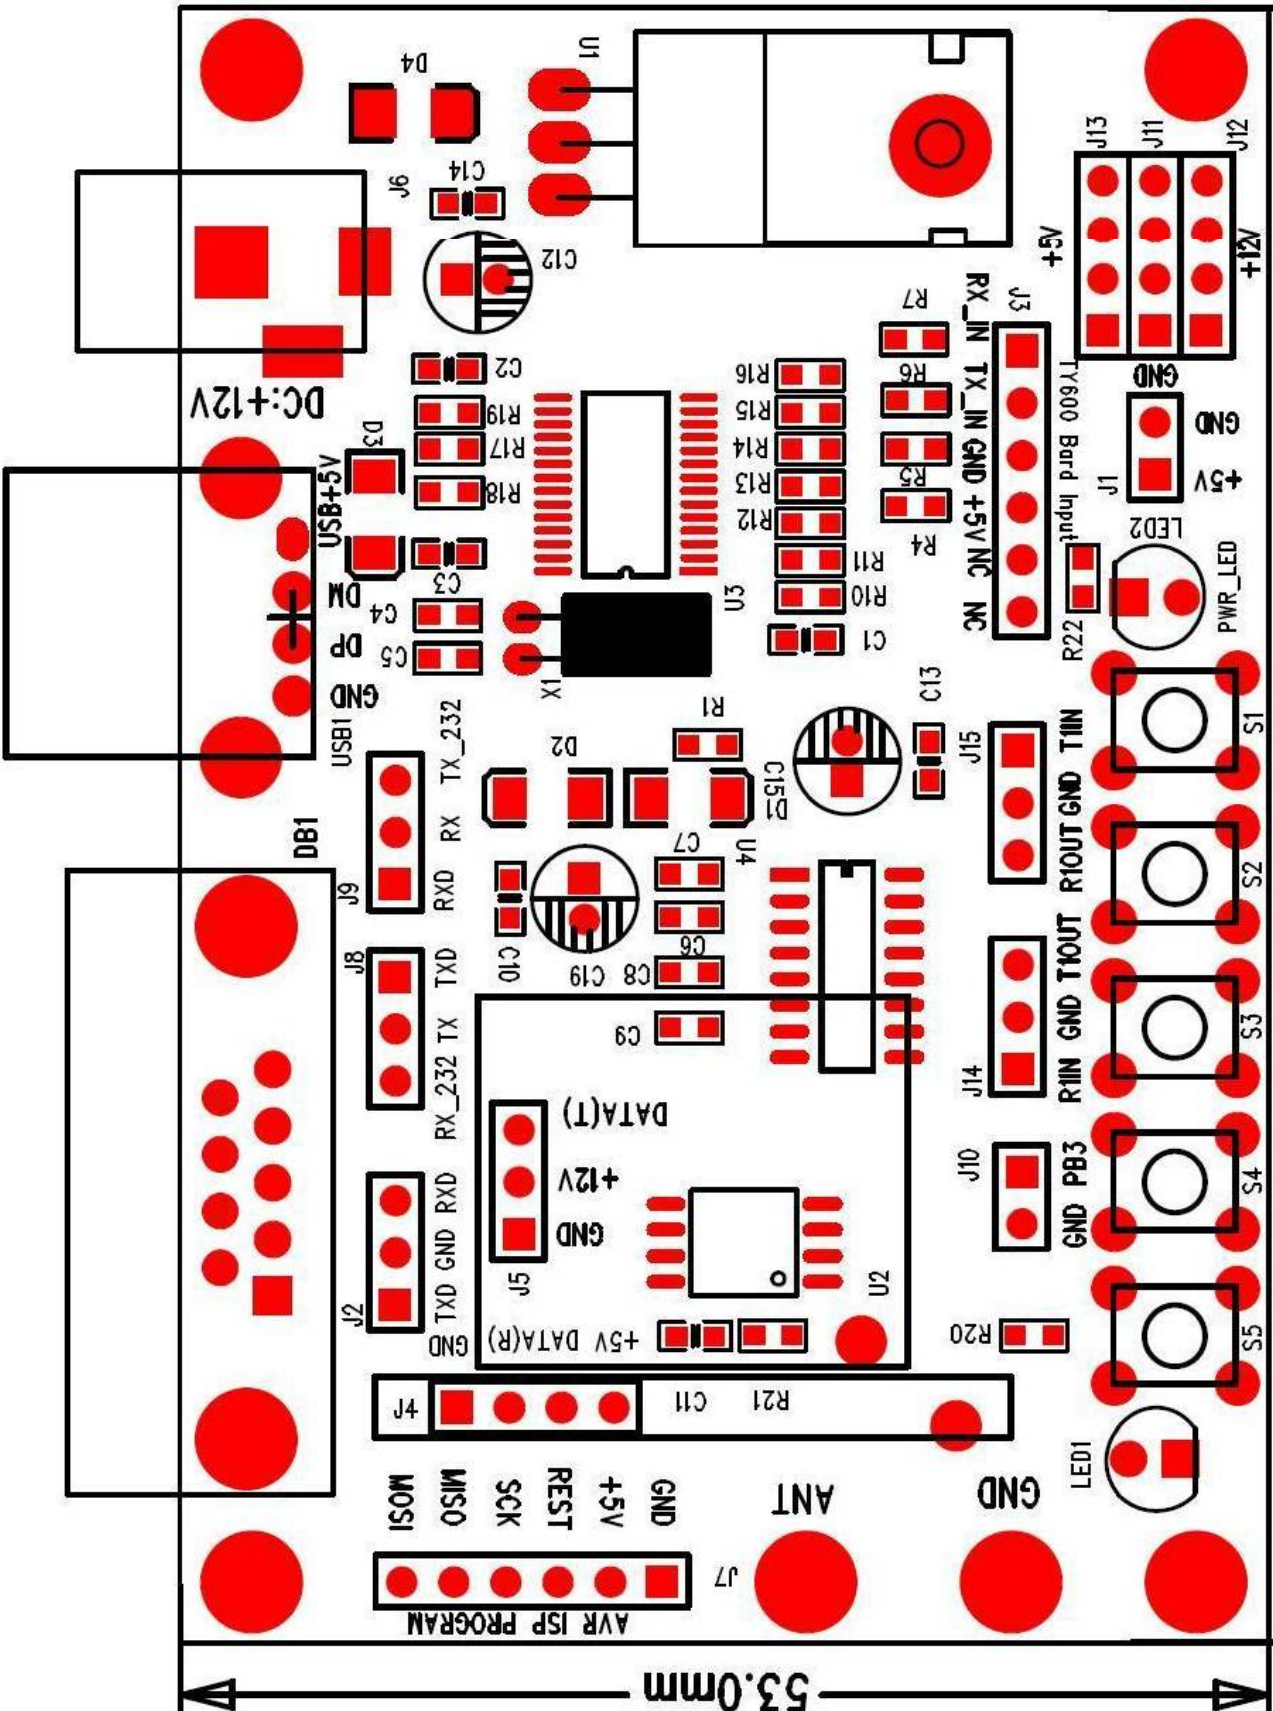 D4
U1
J6
C14
C12
J13
J11
J12
+5V
+12V
GND
DC:+12V
C2
R19
R17
R18
D3
USB+5V
C3
C4
C5
DM
DP
GND
USB1
X1
U3
R16
R15
R14
R13
R12
R11
R10
C1
R7
R6
R5
R4
J3
RX_IN TX_IN GND +5V NC NC
TY600 Bard Input
J1
GND
+5V
LED2
PWR_LED
R22
C13
R1
D2
D1
C15
U4
C7
C6
C8
C9
C10
C19
DB1
J9
RXD RX TX_232
J8
RX_232 TX TXD
J2
TXD GND RXD
J15
R1OUT GND T1IN
J14
R1IN GND T1OUT
J10
GND PB3
S1
S2
S3
S4
S5
DATA(T)
+12V
GND
J5
U2
GND
+5V DATA(R)
R20
J4
C11
R21
LED1
MOSI
MISO
SCK
REST
+5V
GND
ANT
GND
J7
AVR ISP PROGRAM
53.0mm